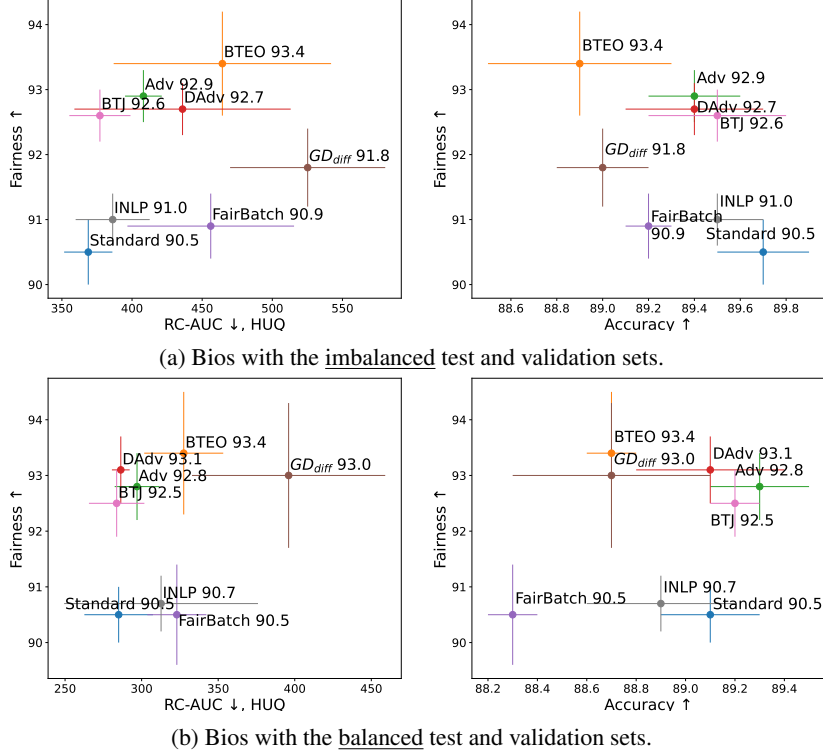 94
93
92
91
90
Fairness ↑
BTEO 93.4
Adv 92.9
DAdv 92.7
BTJ 92.6
GD_diff 91.8
INLP 91.0
FairBatch 90.9
Standard 90.5
350 400 450 500 550
RC-AUC ↓, HUQ
Fairness ↑
94
93
92
91
90
BTEO 93.4
Adv 92.9
DAdv 92.7
BTJ 92.6
GD_diff 91.8
INLP 91.0
FairBatch
90.9
Standard 90.5
88.6 88.8 89.0 89.2 89.4 89.6 89.8
Accuracy ↑
(a) Bios with the imbalanced test and validation sets.
94
93
92
91
90
Fairness ↑
BTEO 93.4
DAdv 93.1
GD_diff 93.0
Adv 92.8
BTJ 92.5
INLP 90.7
Standard 90.5
FairBatch 90.5
250 300 350 400 450
RC-AUC ↓, HUQ
Fairness ↑
94
93
92
91
90
BTEO 93.4
DAdv 93.1
GD_diff 93.0
Adv 92.8
BTJ 92.5
INLP 90.7
FairBatch 90.5
Standard 90.5
88.2 88.4 88.6 88.8 89.0 89.2 89.4
Accuracy ↑
(b) Bios with the balanced test and validation sets.